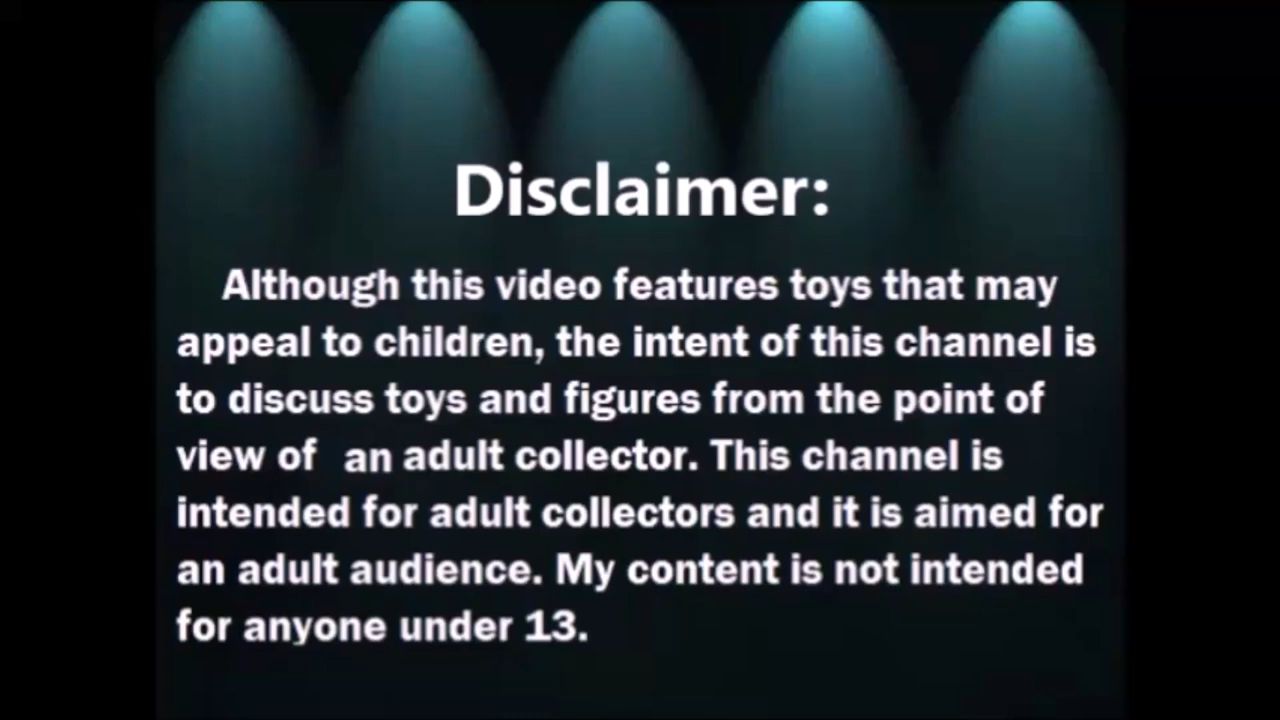 Disclaimer:
Although this video features toys that may
appeal to children, the intent of this channel is
to discuss toys and figures from the point of
view of an adult collector. This channel is
intended for adult collectors and it is aimed for
an adult audience. My content is not intended
for anyone under 13.